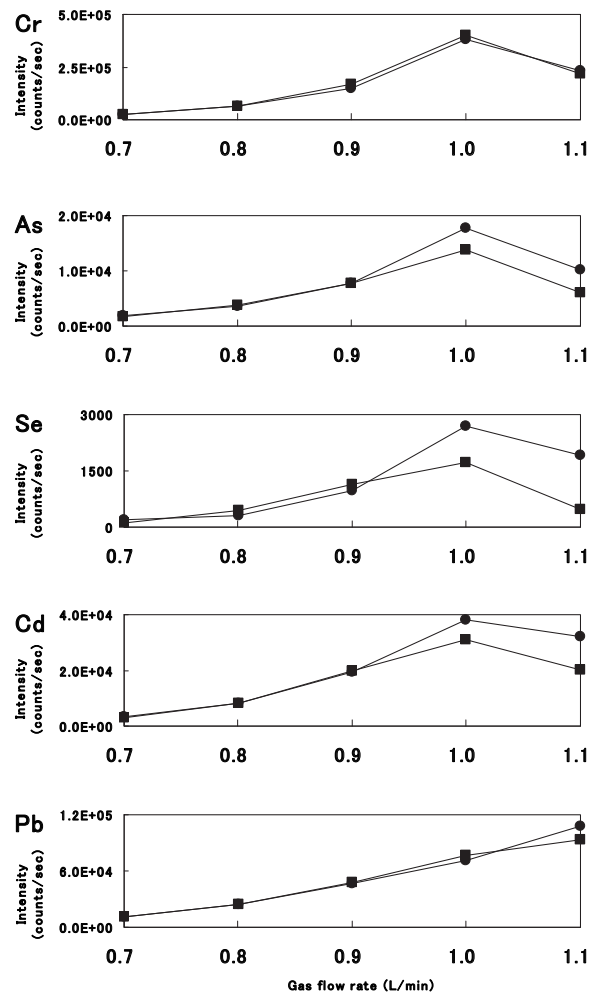 Cr
Intensity
(counts/sec)
5.0E+05
2.5E+05
0.0E+00
0.7 0.8 0.9 1.0 1.1
As
Intensity
(counts/sec)
2.0E+04
1.0E+04
0.0E+00
0.7 0.8 0.9 1.0 1.1
Se
Intensity
(counts/sec)
3000
1500
0
0.7 0.8 0.9 1.0 1.1
Cd
Intensity
(counts/sec)
4.0E+04
2.0E+04
0.0E+00
0.7 0.8 0.9 1.0 1.1
Pb
Intensity
(counts/sec)
1.2E+05
6.0E+04
0.0E+00
0.7 0.8 0.9 1.0 1.1
Gas flow rate (L/min)